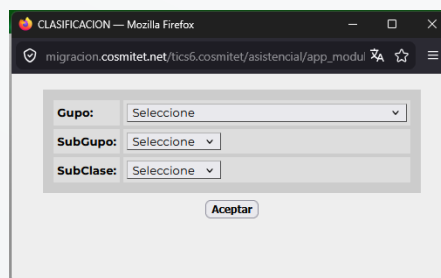 CLASIFICACION — Mozilla Firefox
migracion.cosmitet.net/tics6.cosmitet/asistencial/app_modul
Gupo: Seleccione
SubGupo: Seleccione
SubClase: Seleccione
Aceptar